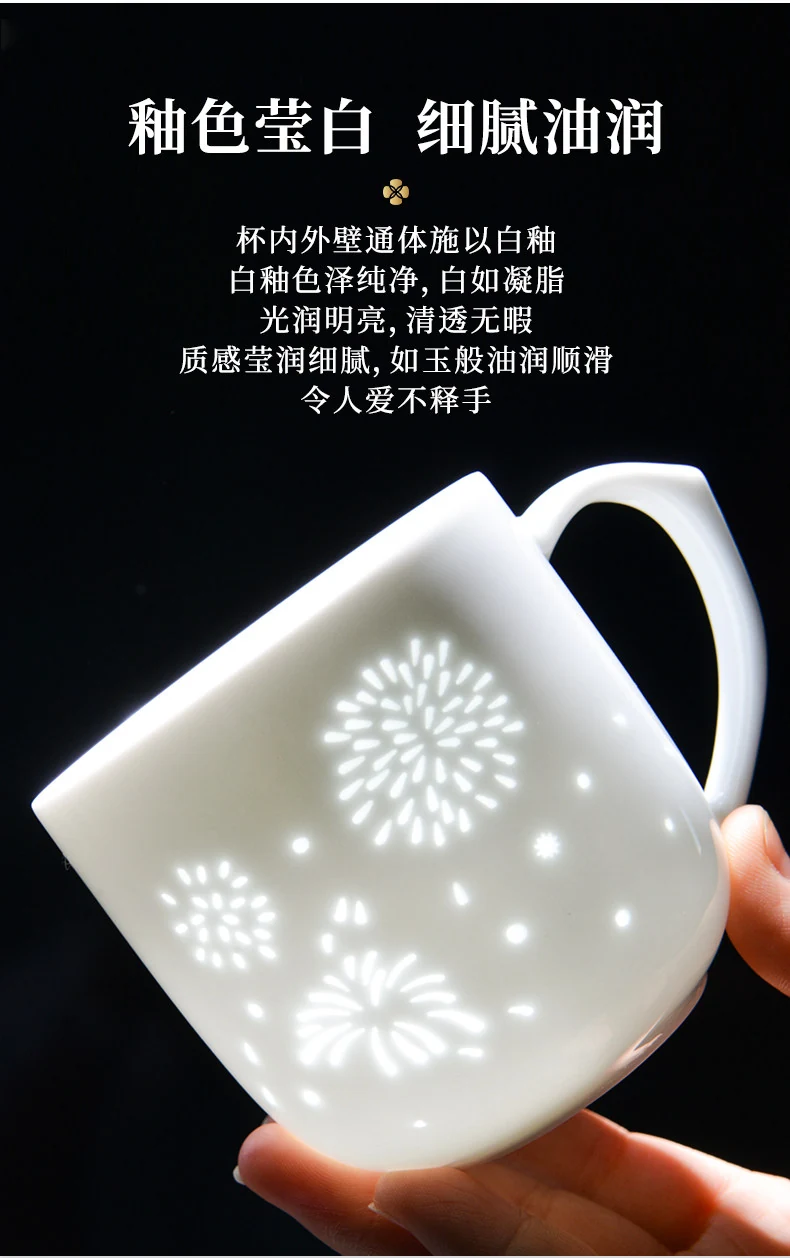 釉色莹白 细腻油润
杯内外壁通体施以白釉
白釉色泽纯净, 白如凝脂
光润明亮, 清透无暇
质感莹润细腻, 如玉般油润顺滑
令人爱不释手